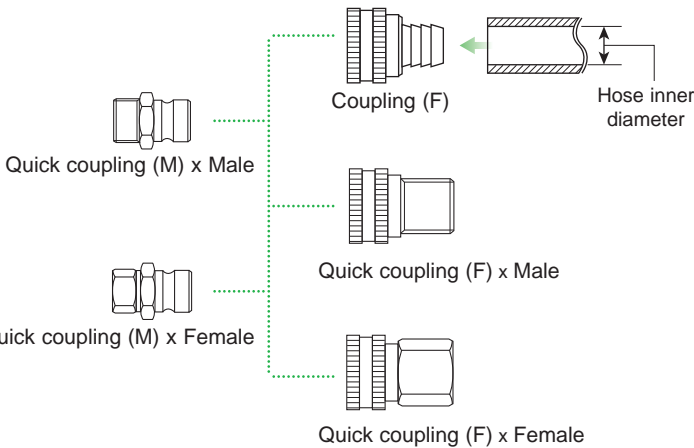 Coupling (F)
Hose inner
diameter
Quick coupling (M) x Male
Quick coupling (F) x Male
uick coupling (M) x Female
Quick coupling (F) x Female